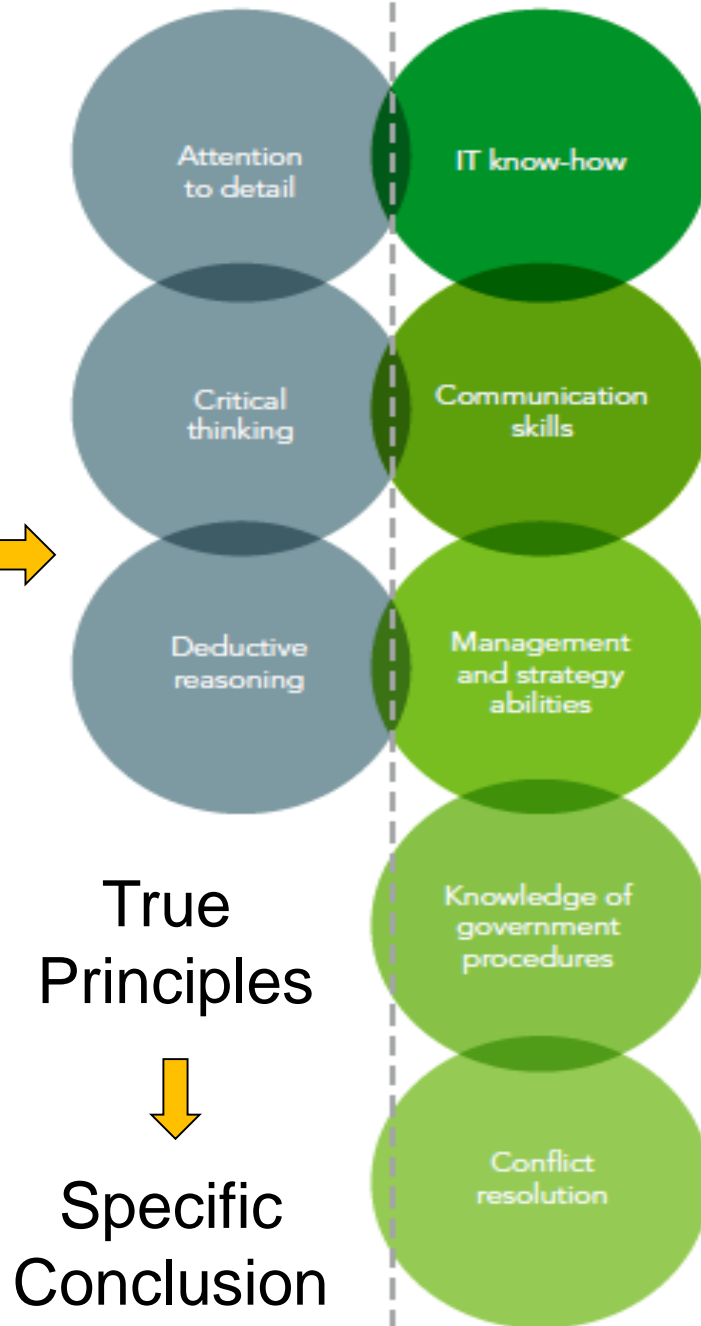 Attention
to detail
IT know-how
Critical
thinking
Communication
skills
Deductive
reasoning
Management
and strategy
abilities
True
Principles
Knowledge of
government
procedures
Specific
Conclusion
Conflict
resolution